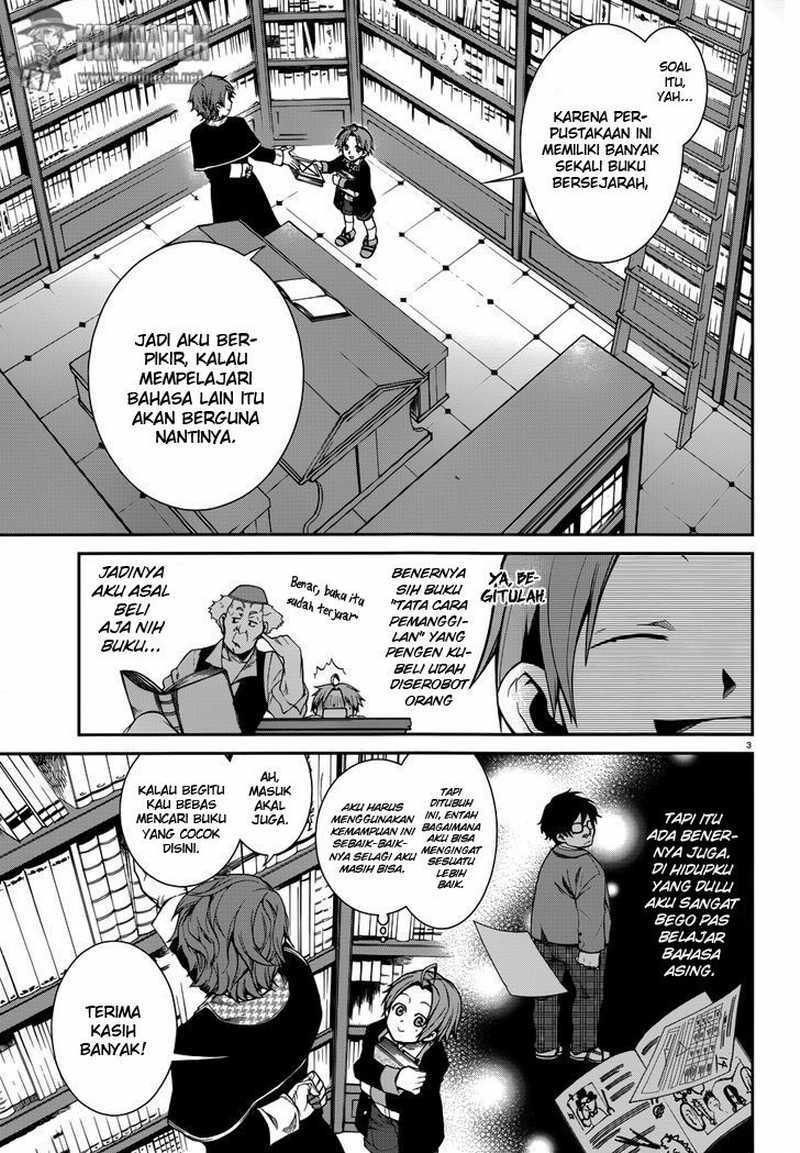 KOMBATCH
www.kombatch.net
SOAL
ITU,
YAH...
KARENA PER-
PUSTAKAAN INI
MEMILIKI BANYAK
SEKALI BUKU
BERSEJARAH,
JADI AKU BER-
PIKIR, KALAU
MEMPELAJARI
BAHASA LAIN ITU
AKAN BERGUNA
NANTINYA.
YA, BE-
GITULAH.
BENERNYA
SIH BUKU
"TATA CARA
PEMANGGI-
LAN" YANG
PENGEN KU-
BELI UDAH
DISEROBOT
ORANG
Benar, buku itu
sudah terjual~
JADINYA
AKU ASAL
BELI
AJA NIH
BUKU...
3
TAPI ITU
ADA BENER-
NYA JUGA.
DI HIDUPKU
YANG DULU
AKU SANGAT
BEGO PAS
BELAJAR
BAHASA
ASING.
TAPI
DITUBUH
INI, ENTAH
BAGAIMANA
AKU BISA
MENGINGAT
SESUATU
LEBIH
BAIK.
AKU HARUS
MENGGUNAKAN
KEMAMPUAN INI
SEBAIK-BAIK-
NYA SELAGI AKU
MASIH BISA.
AH,
MASUK
AKAL
JUGA.
KALAU BEGITU
KAU BEBAS
MENCARI BUKU
YANG COCOK
DISINI.
TERIMA
KASIH
BANYAK!